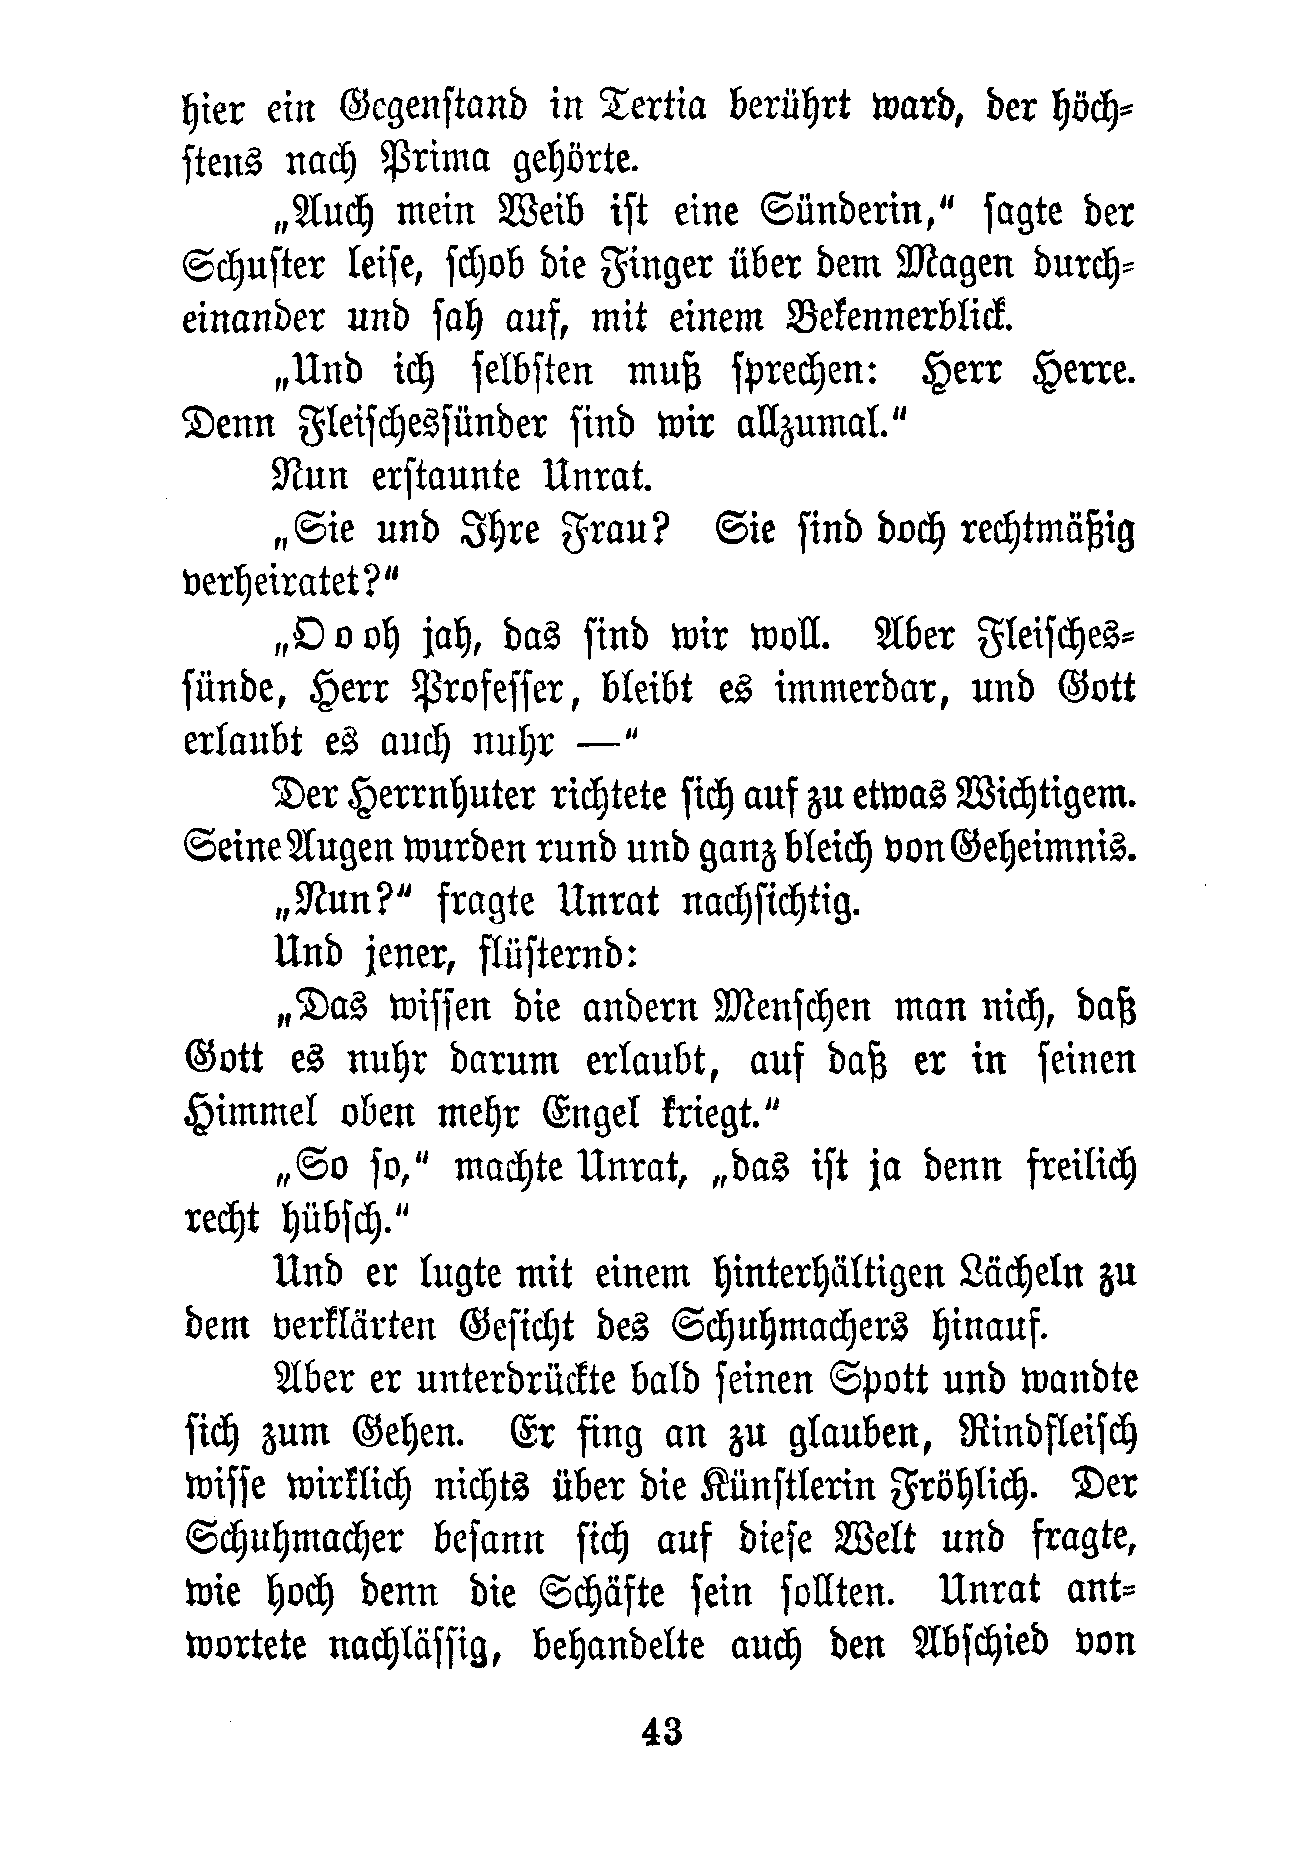 hier ein Gegenstand in Tertia berührt ward, der höch-
stens nach Prima gehörte.
„Auch mein Weib ist eine Sünderin,“ sagte der
Schuster leise, schob die Finger über dem Magen durch-
einander und sah auf, mit einem Bekennerblick.
„Und ich selbsten muß sprechen: Herr Herre.
Denn Fleischessünder sind wir allzumal.“
Nun erstaunte Unrat.
„Sie und Ihre Frau? Sie sind doch rechtmäßig
verheiratet?“
„O o oh jah, das sind wir woll. Aber Fleisches-
sünde, Herr Professer, bleibt es immerdar, und Gott
erlaubt es auch nuhr —“
Der Herrnhuter richtete sich auf zu etwas Wichtigem.
Seine Augen wurden rund und ganz bleich von Geheimnis.
„Nun?“ fragte Unrat nachsichtig.
Und jener, flüsternd:
„Das wissen die andern Menschen man nich, daß
Gott es nuhr darum erlaubt, auf daß er in seinen
Himmel oben mehr Engel kriegt.“
„So so,“ machte Unrat, „das ist ja denn freilich
recht hübsch.“
Und er lugte mit einem hinterhältigen Lächeln zu
dem verklärten Gesicht des Schuhmachers hinauf.
Aber er unterdrückte bald seinen Spott und wandte
sich zum Gehen. Er fing an zu glauben, Rindfleisch
wisse wirklich nichts über die Künstlerin Fröhlich. Der
Schuhmacher besann sich auf diese Welt und fragte,
wie hoch denn die Schäfte sein sollten. Unrat ant-
wortete nachlässig, behandelte auch den Abschied von
43